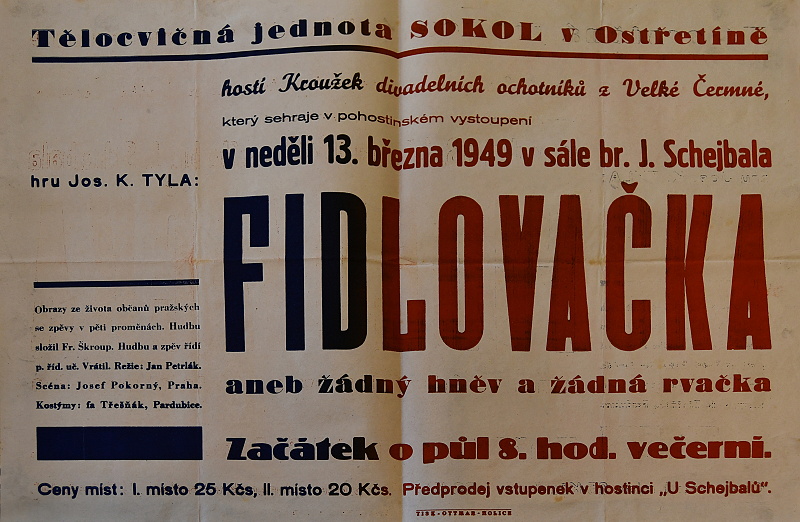 Tělocvičná jednota SOKOL v Ostřetíně
hostí Kroužek divadelních ochotníků z Velké Čermné,
který sehraje v pohostinském vystoupení
v neděli 13. března 1949 v sále br. J. Schejbala
hru Jos. K. TYLA:
FIDLOVAČKA
aneb žádný hněv a žádná rvačka
Obrazy ze života občanů pražských
se zpěvy v pěti proměnách. Hudbu
složil Fr. Škroup. Hudbu a zpěv řídí
p. říd. uč. Vrátil. Režie: Jan Petrlák.
Scéna: Josef Pokorný, Praha.
Kostýmy: fa Třešňák, Pardubice.
Začátek o půl 8. hod. večerní.
Ceny míst: I. místo 25 Kčs, II. místo 20 Kčs. Předprodej vstupenek v hostinci „U Schejbalů".
TISK - OTTMAR - HOLICE